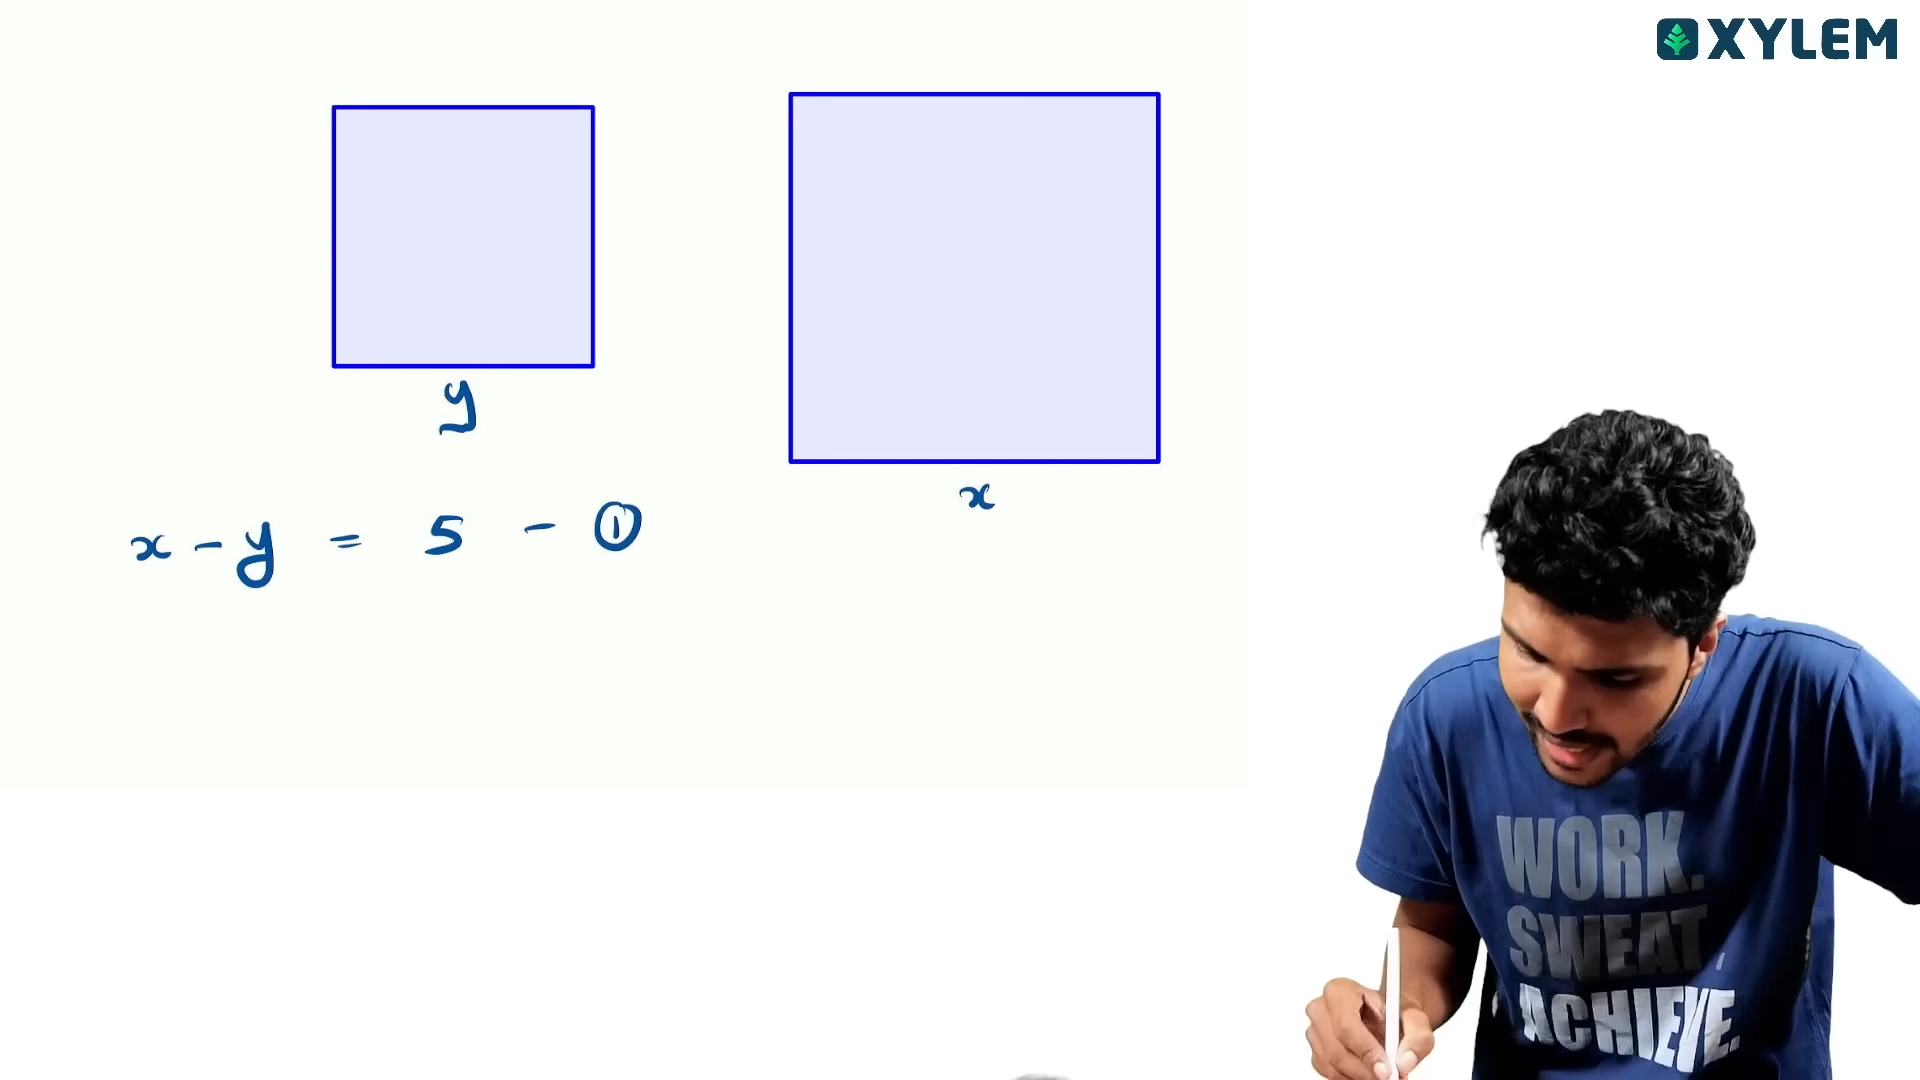 XYLEM
y
x
x - y = 5 - ①
WORK.
SWEAT,
ACHIEVE.